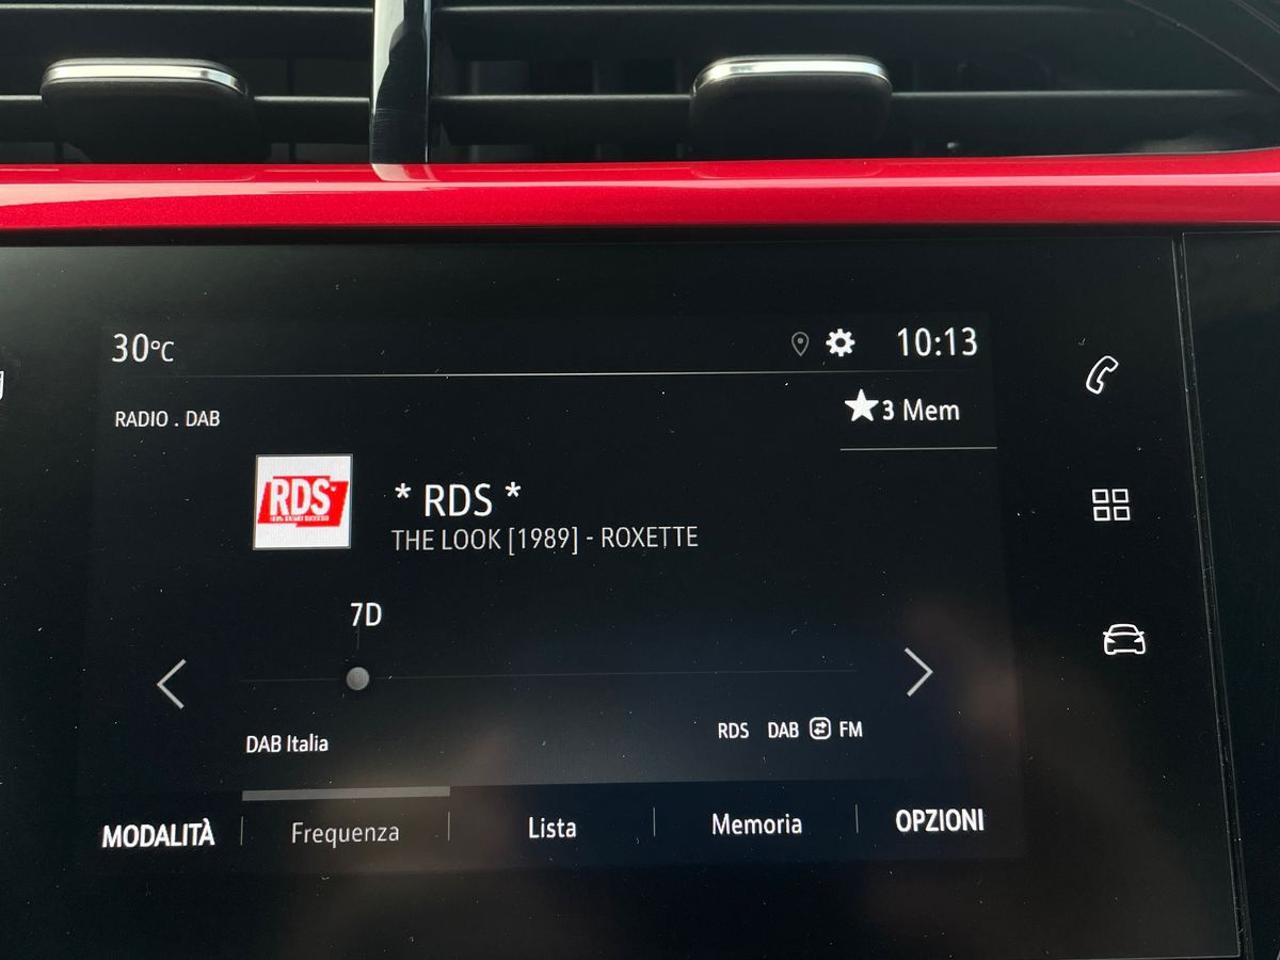 30°C
10:13
RADIO . DAB
★3 Mem
RDS
* RDS *
THE LOOK [1989] - ROXETTE
7D
DAB Italia
RDS DAB FM
MODALITÀ
Frequenza
Lista
Memoria
OPZIONI